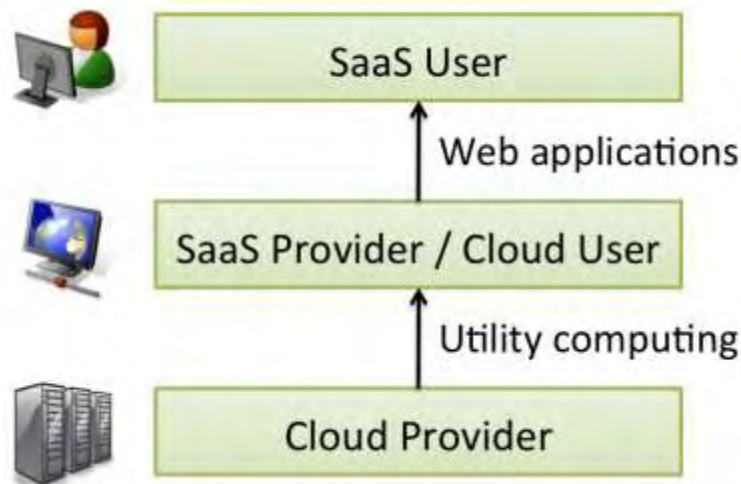 SaaS User
Web applications
SaaS Provider / Cloud User
Utility computing
Cloud Provider